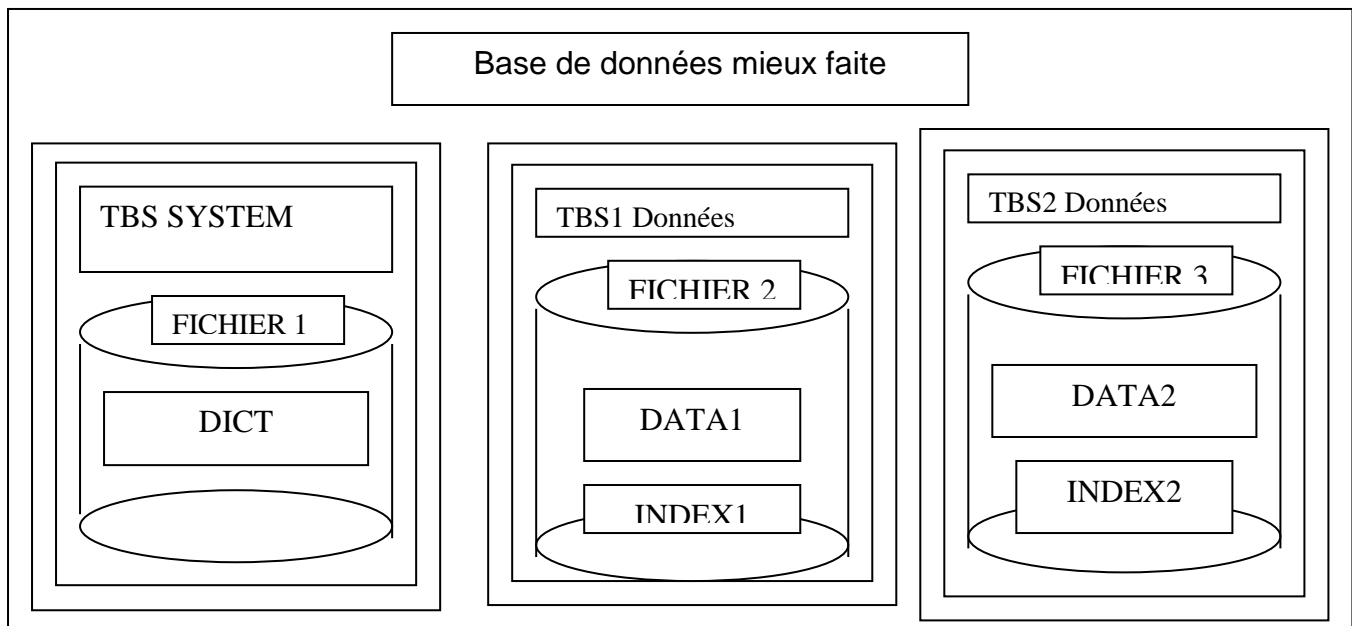 Base de données mieux faite
TBS SYSTEM
FICHIER 1
DICT
TBS1 Données
FICHIER 2
DATA1
INDEX1
TBS2 Données
FICHIER 3
DATA2
INDEX2